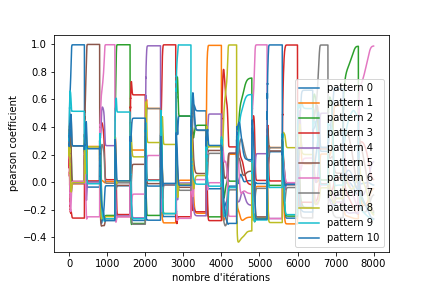 1.0
0.8
0.6
0.4
0.2
0.0
−0.2
−0.4
pearson coefficient
0 1000 2000 3000 4000 5000 6000 7000 8000
nombre d'itérations
pattern 0
pattern 1
pattern 2
pattern 3
pattern 4
pattern 5
pattern 6
pattern 7
pattern 8
pattern 9
pattern 10